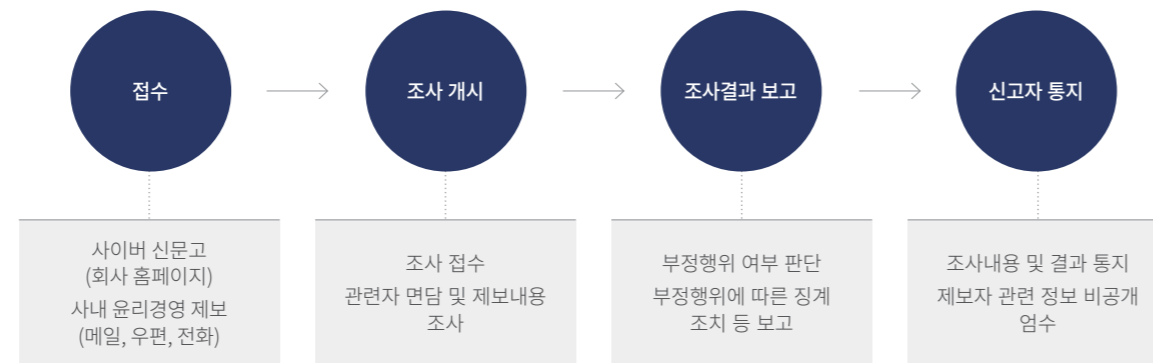 접수
조사 개시
조사결과 보고
신고자 통지
사이버 신문고
(회사 홈페이지)
사내 윤리경영 제보
(메일, 우편, 전화)
조사 접수
관련자 면담 및 제보내용
조사
부정행위 여부 판단
부정행위에 따른 징계
조치 등 보고
조사내용 및 결과 통지
제보자 관련 정보 비공개
엄수